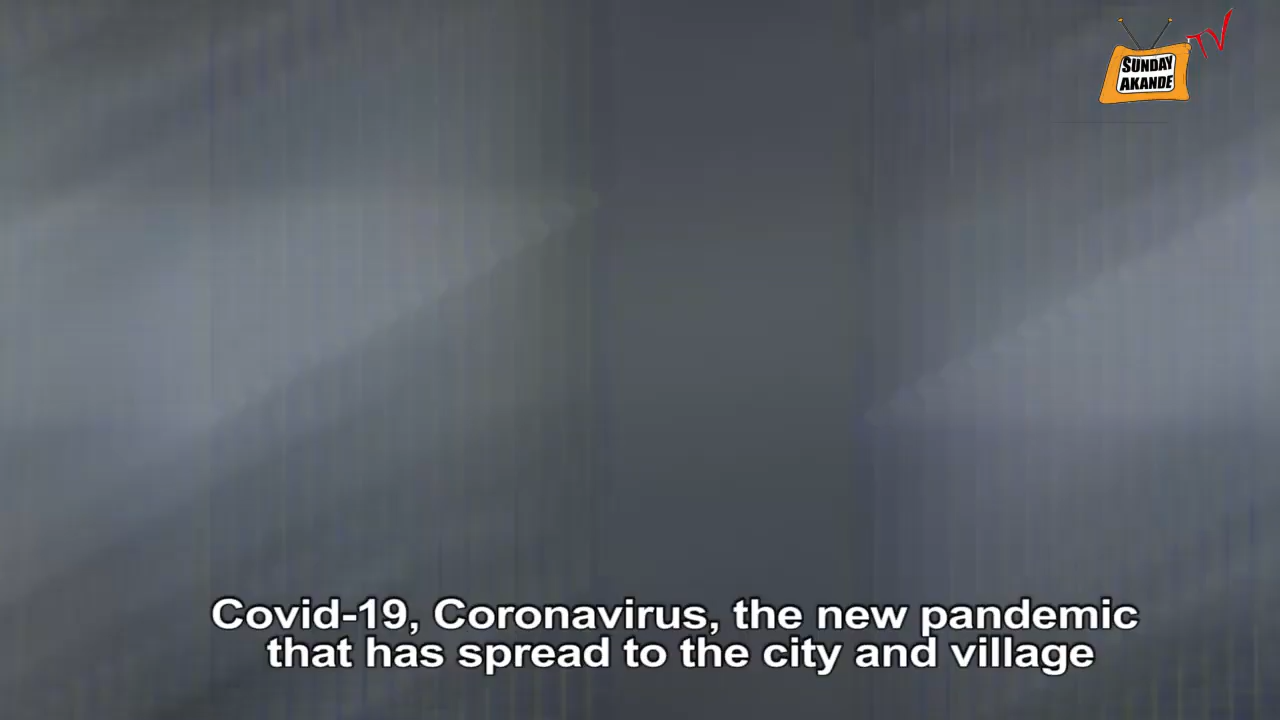 SUNDAY
AKANDE
TV
Covid-19, Coronavirus, the new pandemic
that has spread to the city and village